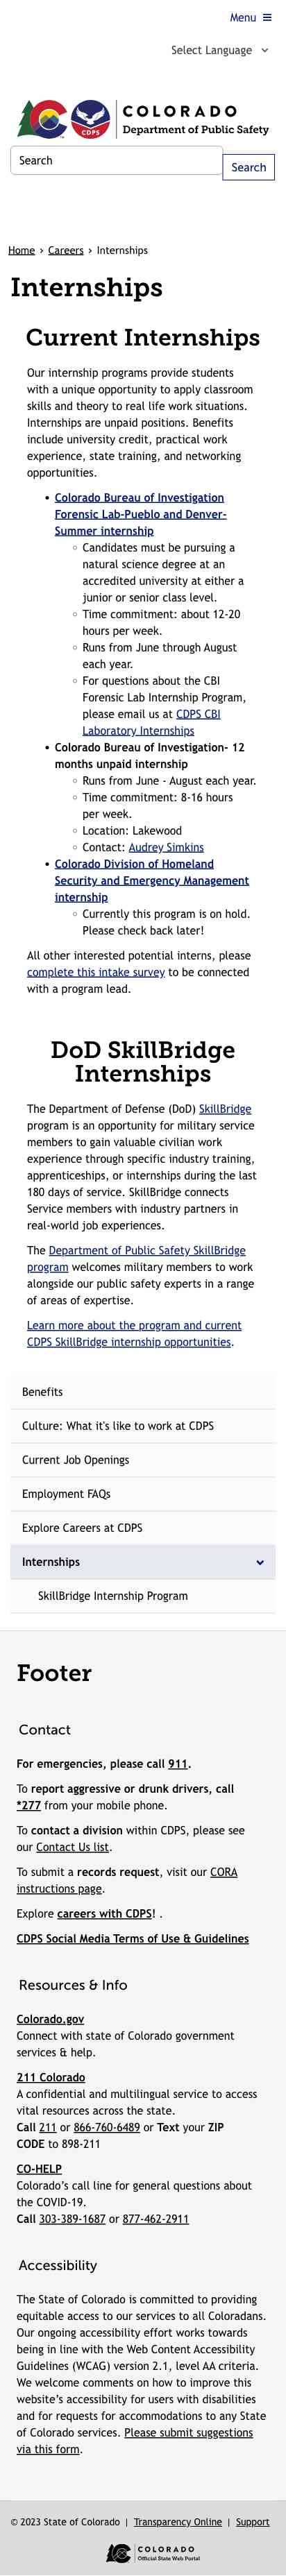 Menu
Select Language
CDPS
COLORADO
Department of Public Safety
Search
Search
Home › Careers › Internships
Internships
Current Internships
Our internship programs provide students
with a unique opportunity to apply classroom
skills and theory to real life work situations.
Internships are unpaid positions. Benefits
include university credit, practical work
experience, state training, and networking
opportunities.
Colorado Bureau of Investigation
Forensic Lab-Pueblo and Denver-
Summer internship
Candidates must be pursuing a
natural science degree at an
accredited university at either a
junior or senior class level.
Time commitment: about 12-20
hours per week.
Runs from June through August
each year.
For questions about the CBI
Forensic Lab Internship Program,
please email us at CDPS CBI
Laboratory Internships
Colorado Bureau of Investigation- 12
months unpaid internship
Runs from June - August each year.
Time commitment: 8-16 hours
per week.
Location: Lakewood
Contact: Audrey Simkins
Colorado Division of Homeland
Security and Emergency Management
internship
Currently this program is on hold.
Please check back later!
All other interested potential interns, please
complete this intake survey to be connected
with a program lead.
DoD SkillBridge
Internships
The Department of Defense (DoD) SkillBridge
program is an opportunity for military service
members to gain valuable civilian work
experience through specific industry training,
apprenticeships, or internships during the last
180 days of service. SkillBridge connects
Service members with industry partners in
real-world job experiences.
The Department of Public Safety SkillBridge
program welcomes military members to work
alongside our public safety experts in a range
of areas of expertise.
Learn more about the program and current
CDPS SkillBridge internship opportunities.
Benefits
Culture: What it's like to work at CDPS
Current Job Openings
Employment FAQs
Explore Careers at CDPS
Internships
SkillBridge Internship Program
Footer
Contact
For emergencies, please call 911.
To report aggressive or drunk drivers, call
*277 from your mobile phone.
To contact a division within CDPS, please see
our Contact Us list.
To submit a records request, visit our CORA
instructions page.
Explore careers with CDPS! .
CDPS Social Media Terms of Use & Guidelines
Resources & Info
Colorado.gov
Connect with state of Colorado government
services & help.
211 Colorado
A confidential and multilingual service to access
vital resources across the state.
Call 211 or 866-760-6489 or Text your ZIP
CODE to 898-211
CO-HELP
Colorado’s call line for general questions about
the COVID-19.
Call 303-389-1687 or 877-462-2911
Accessibility
The State of Colorado is committed to providing
equitable access to our services to all Coloradans.
Our ongoing accessibility effort works towards
being in line with the Web Content Accessibility
Guidelines (WCAG) version 2.1, level AA criteria.
We welcome comments on how to improve this
website’s accessibility for users with disabilities
and for requests for accommodations to any State
of Colorado services. Please submit suggestions
via this form.
© 2023 State of Colorado | Transparency Online | Support
COLORADO
Official State Web Portal